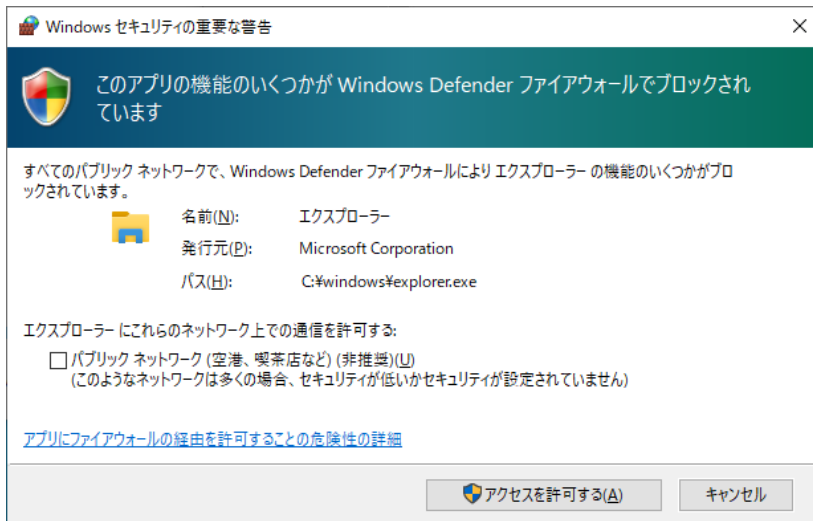 Windows セキュリティの重要な警告
このアプリの機能のいくつかが Windows Defender ファイアウォールでブロックされ
ています
すべてのパブリック ネットワークで、Windows Defender ファイアウォールにより エクスプローラー の機能のいくつかがブロ
ックされています。
名前(N): エクスプローラー
発行元(P): Microsoft Corporation
パス(H): C:¥windows¥explorer.exe
エクスプローラー にこれらのネットワーク上での通信を許可する:
パブリック ネットワーク (空港、喫茶店など) (非推奨)(U)
(このようなネットワークは多くの場合、セキュリティが低いかセキュリティが設定されていません)
アプリにファイアウォールの経由を許可することの危険性の詳細
アクセスを許可する(A) キャンセル